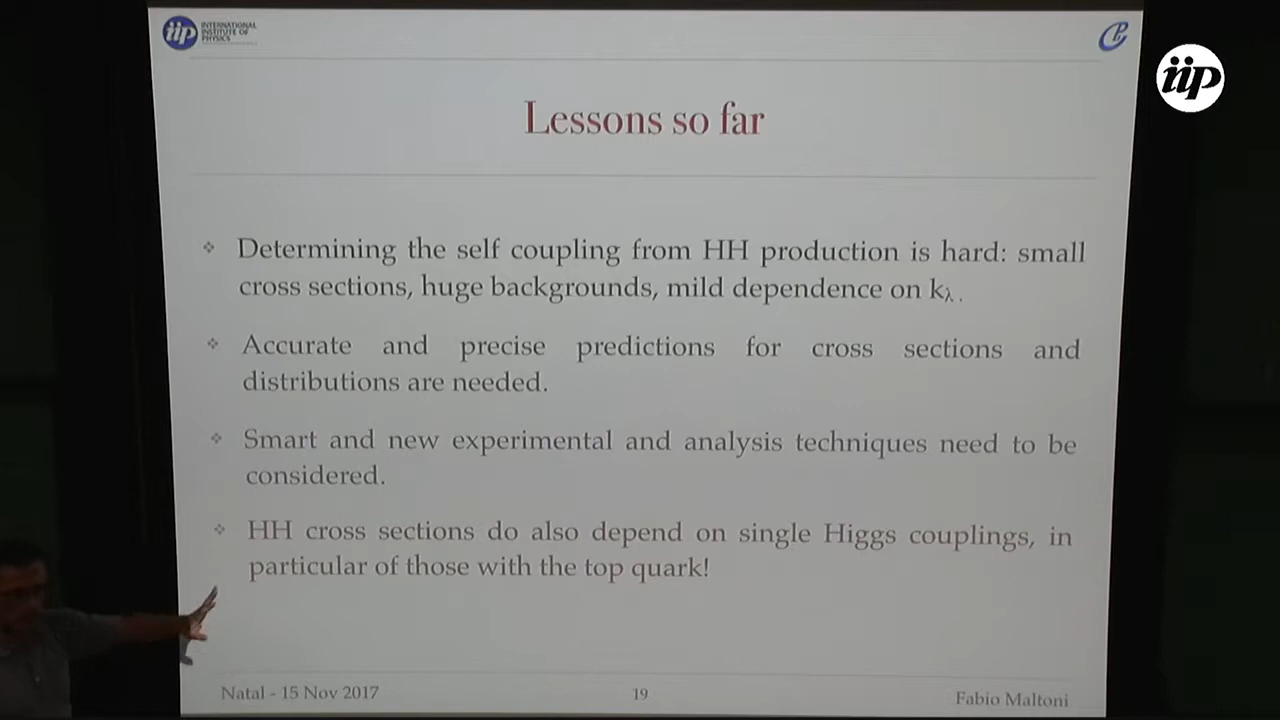 iip
INTERNATIONAL
INSTITUTE OF
PHYSICS
iip
Lessons so far
❖ Determining the self coupling from HH production is hard: small
cross sections, huge backgrounds, mild dependence on kλ.
❖ Accurate and precise predictions for cross sections and
distributions are needed.
❖ Smart and new experimental and analysis techniques need to be
considered.
❖ HH cross sections do also depend on single Higgs couplings, in
particular of those with the top quark!
Natal - 15 Nov 2017
19
Fabio Maltoni